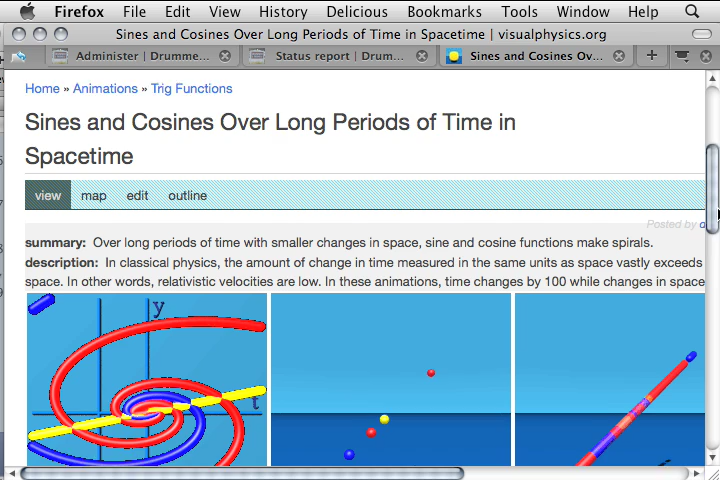 Firefox File Edit View History Delicious Bookmarks Tools Window Help
Sines and Cosines Over Long Periods of Time in Spacetime | visualphysics.org
Administer | Drumme... Status report | Drum... Sines and Cosines Ov...
Home » Animations » Trig Functions
Sines and Cosines Over Long Periods of Time in
Spacetime
view map edit outline
Posted by
summary: Over long periods of time with smaller changes in space, sine and cosine functions make spirals.
description: In classical physics, the amount of change in time measured in the same units as space vastly exceeds
space. In other words, relativistic velocities are low. In these animations, time changes by 100 while changes in space
y
t